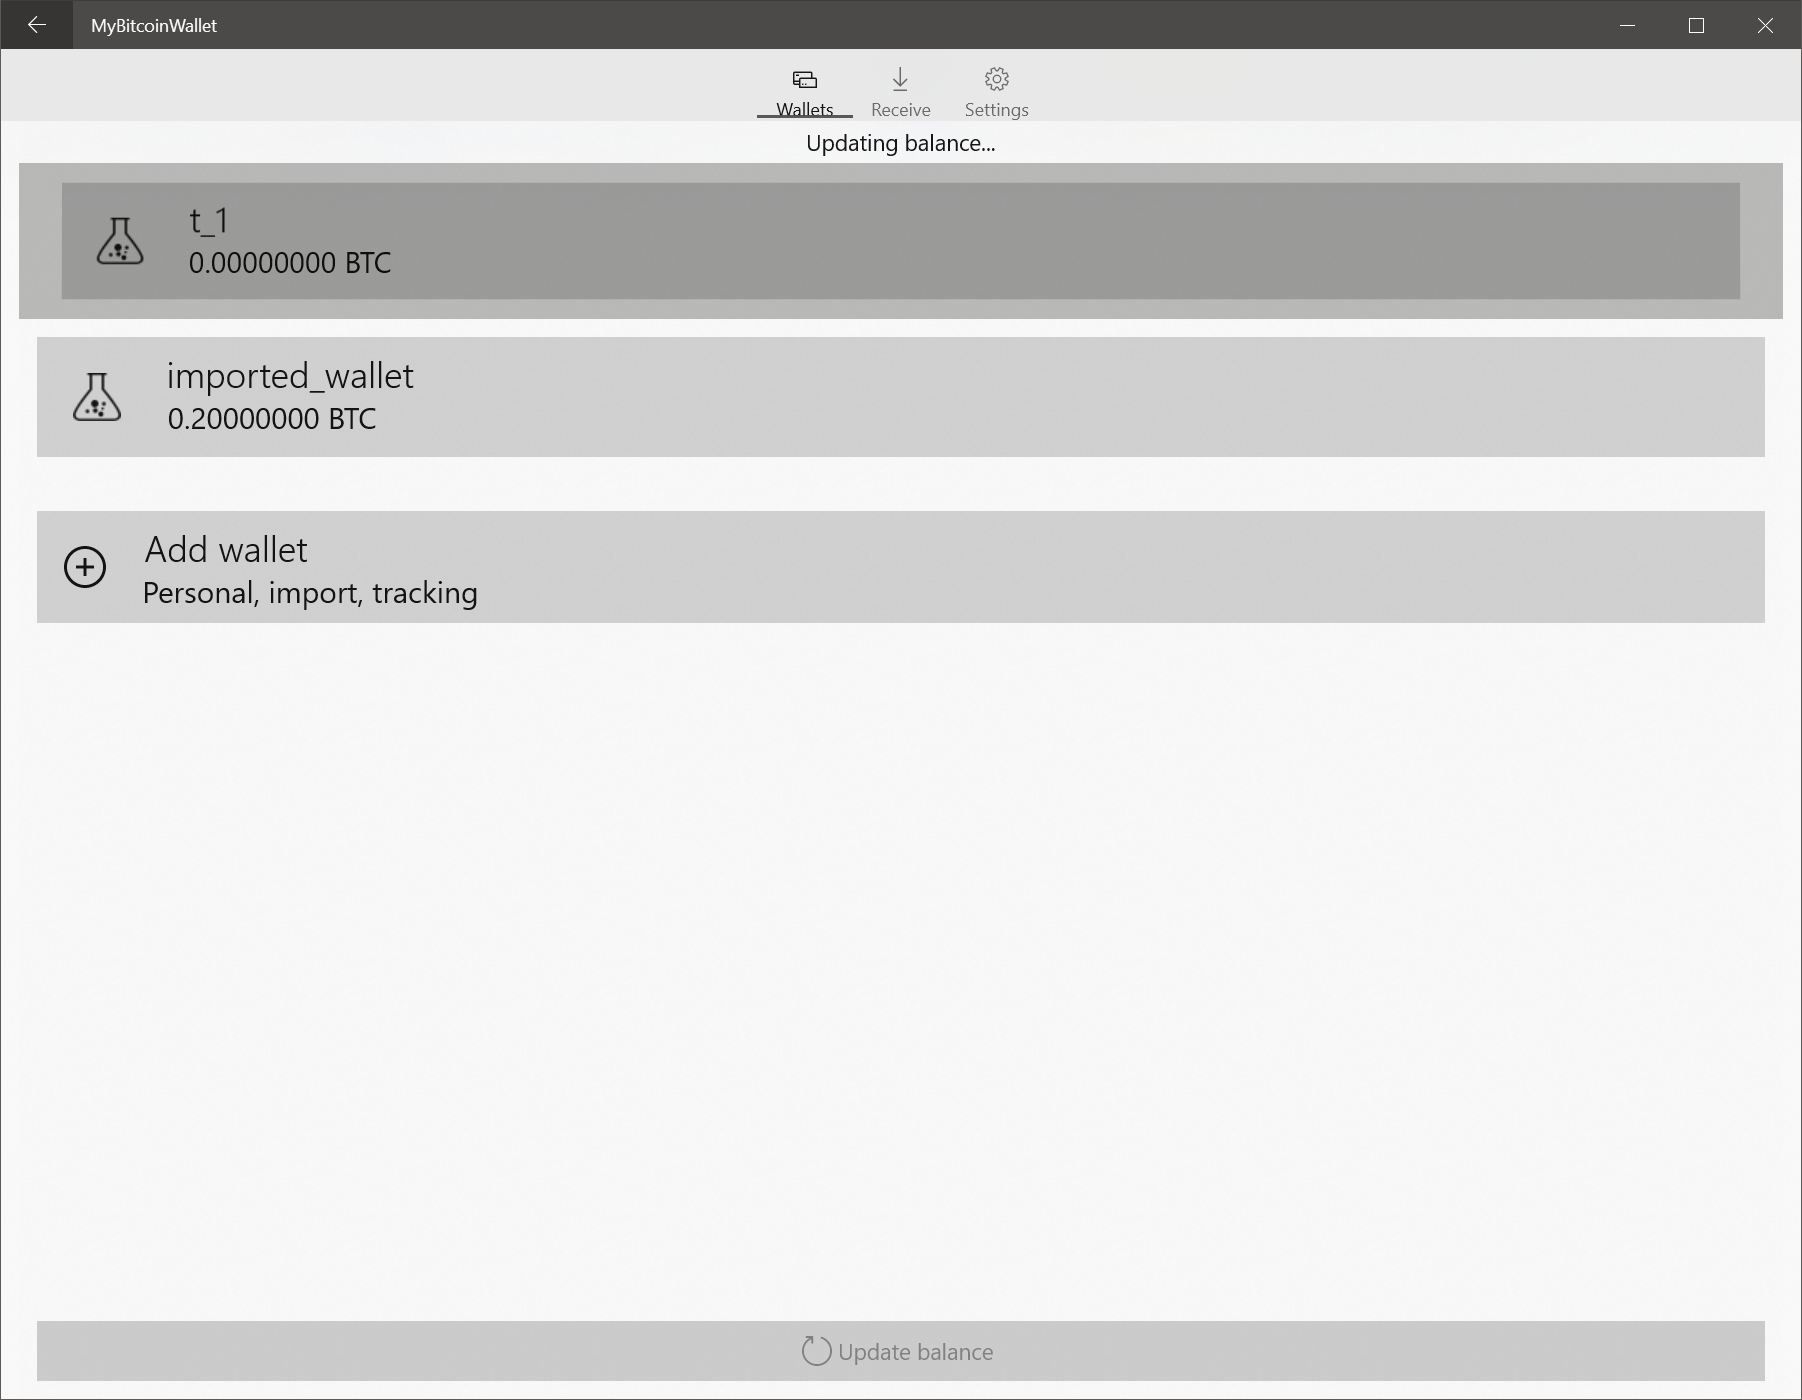 MyBitcoinWallet
Wallets
Receive
Settings
Updating balance...
t_1
0.00000000 BTC
imported_wallet
0.20000000 BTC
Add wallet
Personal, import, tracking
Update balance